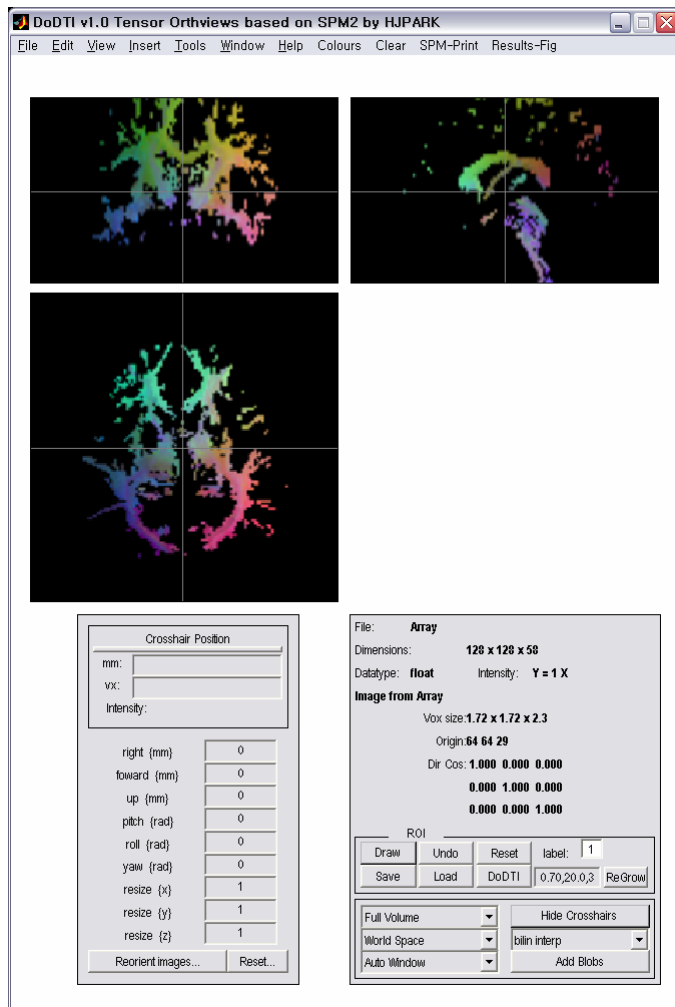 DoDTI v1.0 Tensor Orthviews based on SPM2 by HJPARK
File Edit View Insert Tools Window Help Colours Clear SPM-Print Results-Fig
Crosshair Position
mm:
vx:
Intensity:
right {mm} 0
foward {mm} 0
up {mm} 0
pitch {rad} 0
roll {rad} 0
yaw {rad} 0
resize {x} 1
resize {y} 1
resize {z} 1
Reorient images... Reset...
File: Array
Dimensions: 128 x 128 x 58
Datatype: float Intensity: Y = 1 X
Image from Array
Vox size:1.72 x 1.72 x 2.3
Origin:64 64 29
Dir Cos: 1.000 0.000 0.000
0.000 1.000 0.000
0.000 0.000 1.000
ROI
Draw Undo Reset label: 1
Save Load DoDTI 0.70,20.0,3 ReGrow
Full Volume Hide Crosshairs
World Space bilin interp
Auto Window Add Blobs